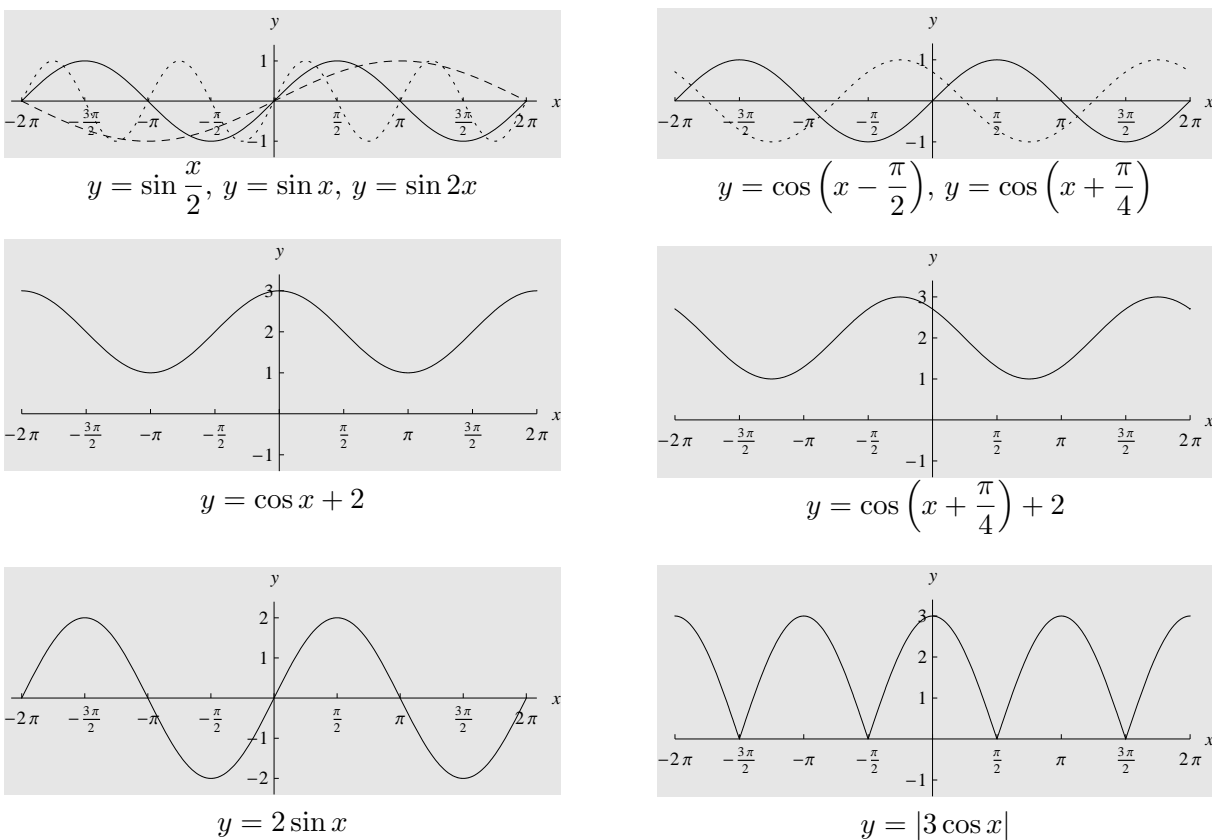 y
1
−2π −3π/2 −π −π/2 π/2 π 3π/2 2π x
−1
y = sin x/2, y = sin x, y = sin 2x
y
1
−2π −3π/2 −π −π/2 π/2 π 3π/2 2π x
−1
y = cos (x − π/2), y = cos (x + π/4)
y
3
2
1
x
−2π −3π/2 −π −π/2 π/2 π 3π/2 2π
−1
y = cos x + 2
y
3
2
1
x
−2π −3π/2 −π −π/2 π/2 π 3π/2 2π
−1
y = cos (x + π/4) + 2
y
2
1
−2π −3π/2 −π −π/2 π/2 π 3π/2 2π x
−1
−2
y = 2 sin x
y
3
2
1
x
−2π −3π/2 −π −π/2 π/2 π 3π/2 2π
−1
y = |3 cos x|